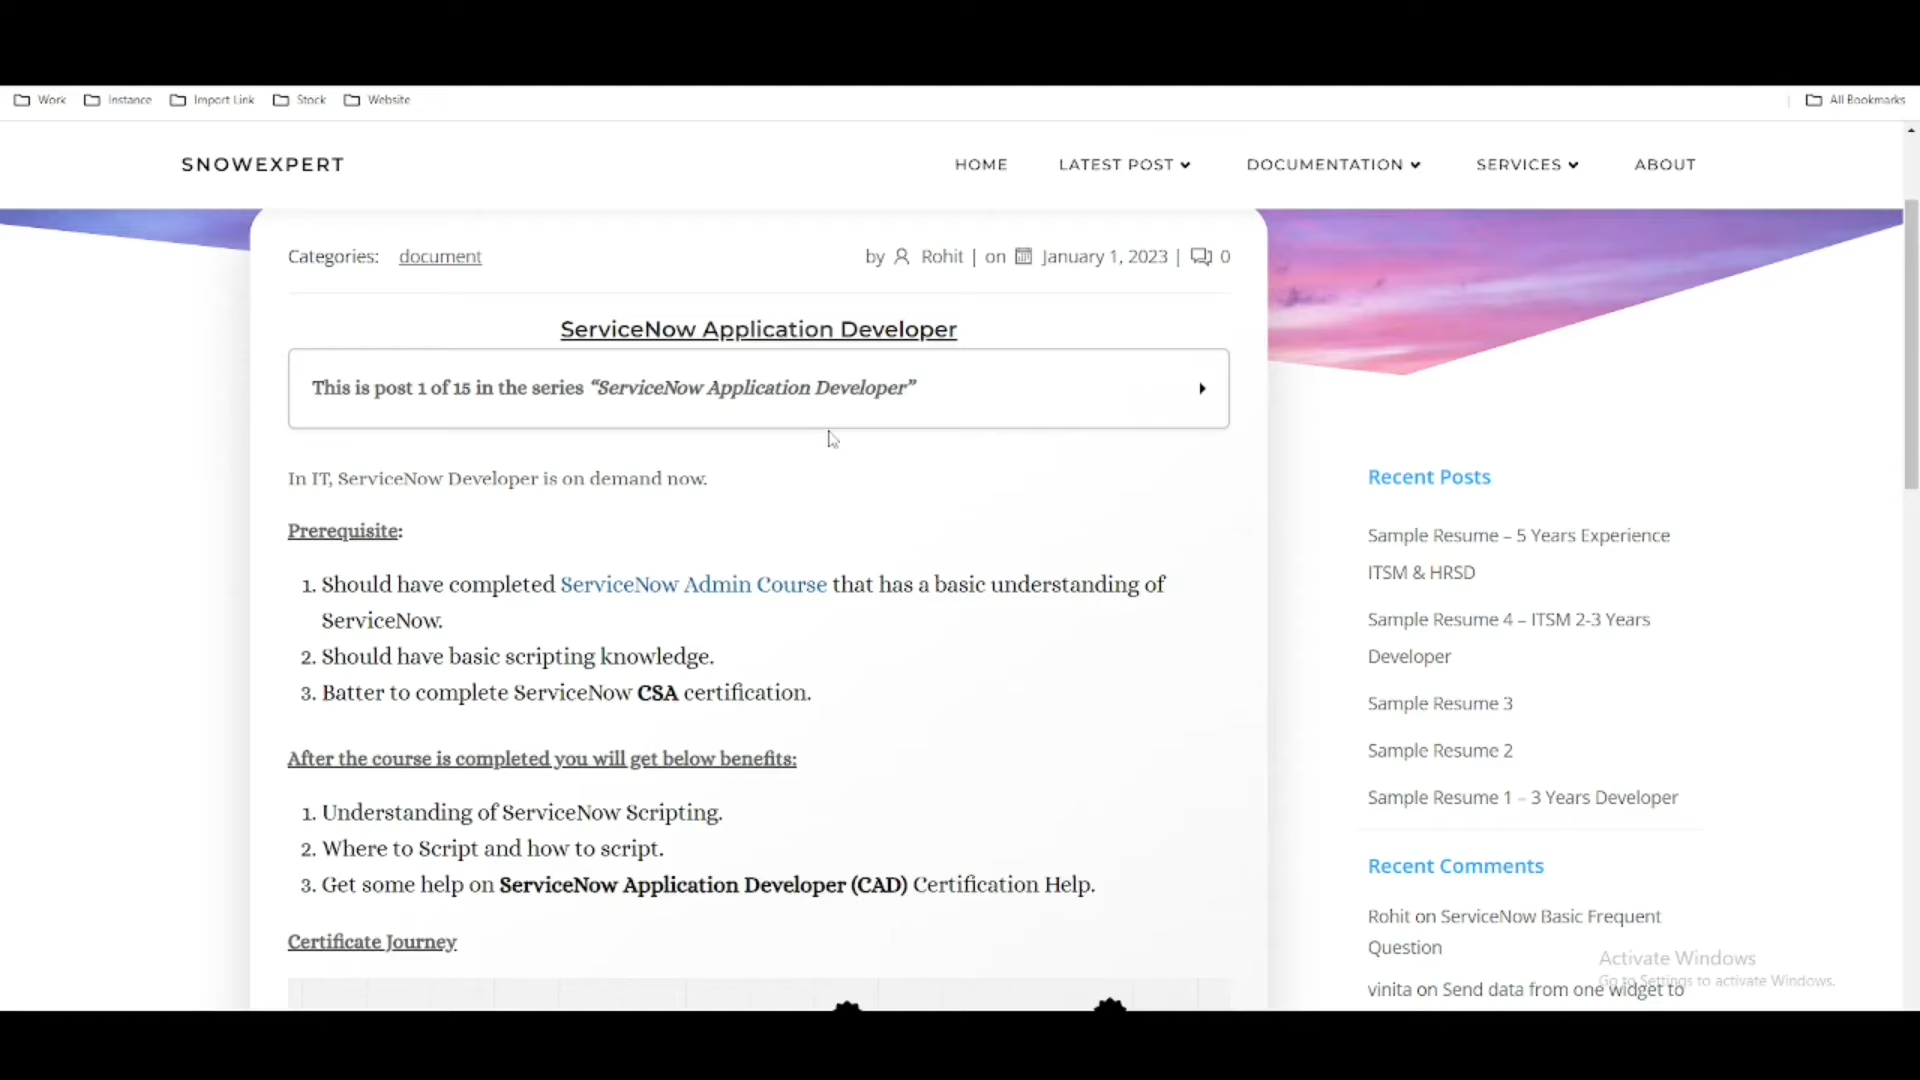 Work Instance Import Link Stock Website All Bookmarks
SNOWEXPERT HOME LATEST POST DOCUMENTATION SERVICES ABOUT
Categories: document by Rohit | on January 1, 2023 | 0
ServiceNow Application Developer
This is post 1 of 15 in the series “ServiceNow Application Developer”
In IT, ServiceNow Developer is on demand now.
Prerequisite:
1. Should have completed ServiceNow Admin Course that has a basic understanding of
ServiceNow.
2. Should have basic scripting knowledge.
3. Batter to complete ServiceNow CSA certification.
After the course is completed you will get below benefits:
1. Understanding of ServiceNow Scripting.
2. Where to Script and how to script.
3. Get some help on ServiceNow Application Developer (CAD) Certification Help.
Certificate Journey
Recent Posts
Sample Resume – 5 Years Experience
ITSM & HRSD
Sample Resume 4 – ITSM 2-3 Years
Developer
Sample Resume 3
Sample Resume 2
Sample Resume 1 – 3 Years Developer
Recent Comments
Rohit on ServiceNow Basic Frequent
Question
vinita on Send data from one widget to
Activate Windows
Go to Settings to activate Windows.